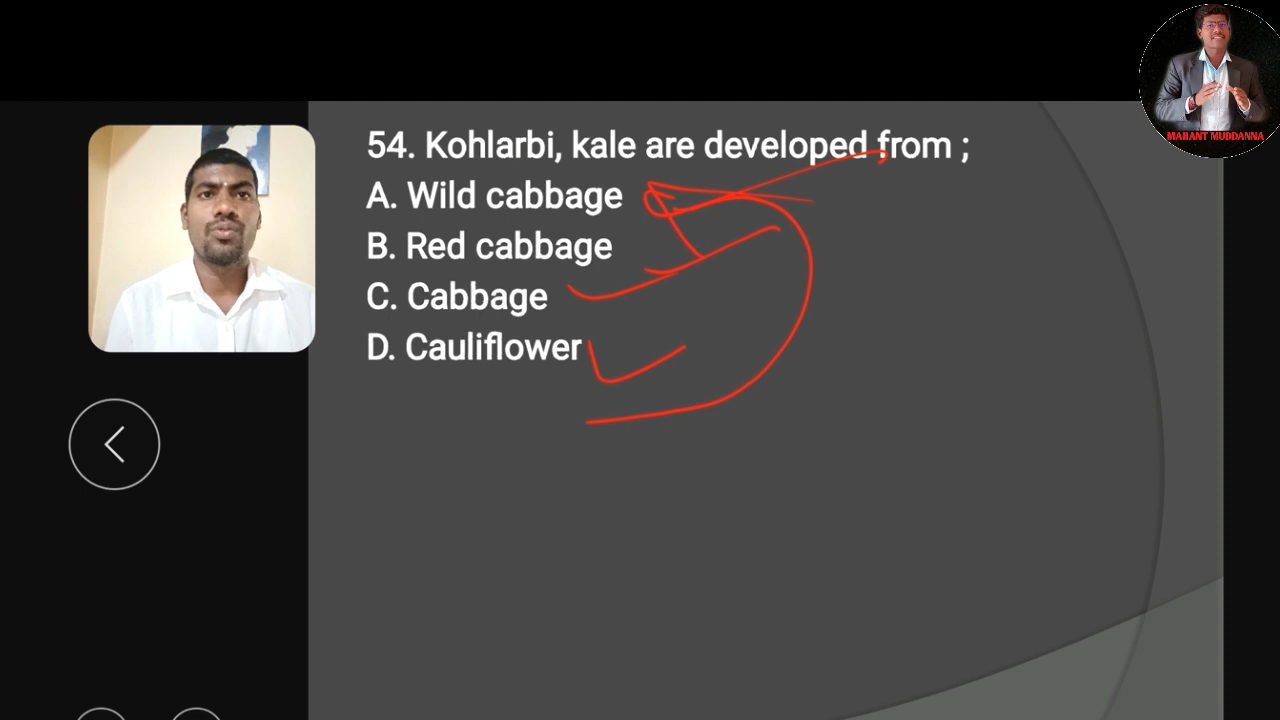 MAHANT MUDDANNA
54. Kohlarbi, kale are developed from ;
A. Wild cabbage
B. Red cabbage
C. Cabbage
D. Cauliflower